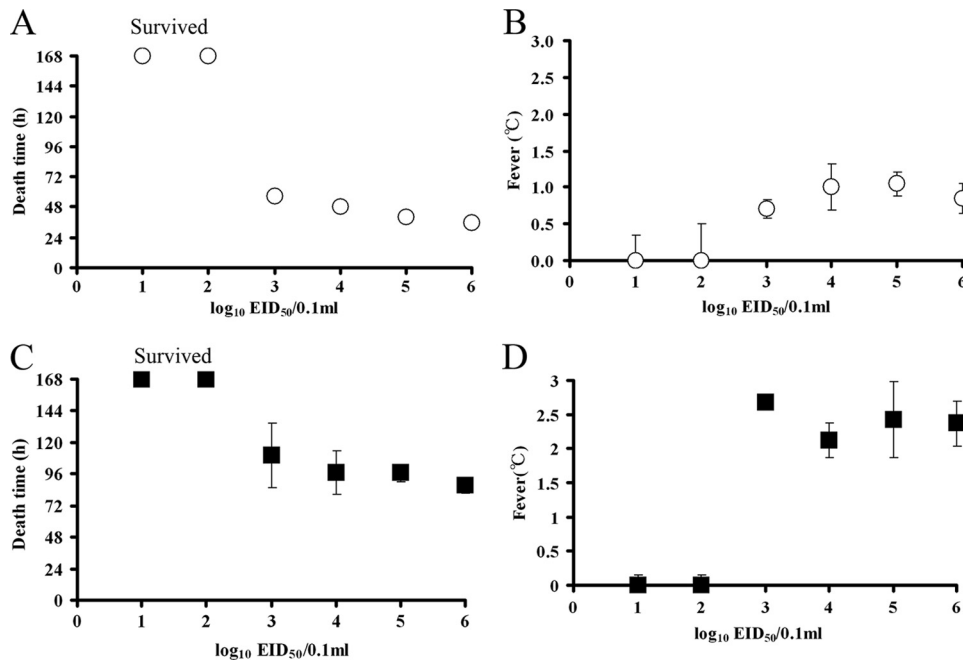 A
Survived
Death time (h)
168
144
120
96
72
48
24
0
0 1 2 3 4 5 6
log₁₀ EID₅₀/0.1ml
B
Fever (℃)
3.0
2.5
2.0
1.5
1.0
0.5
0.0
0 1 2 3 4 5 6
log₁₀ EID₅₀/0.1ml
C
Survived
Death time (h)
168
144
120
96
72
48
24
0
0 1 2 3 4 5 6
log₁₀ EID₅₀/0.1ml
D
Fever(℃)
3
2.5
2
1.5
1
0.5
0
0 1 2 3 4 5 6
log₁₀ EID₅₀/0.1ml